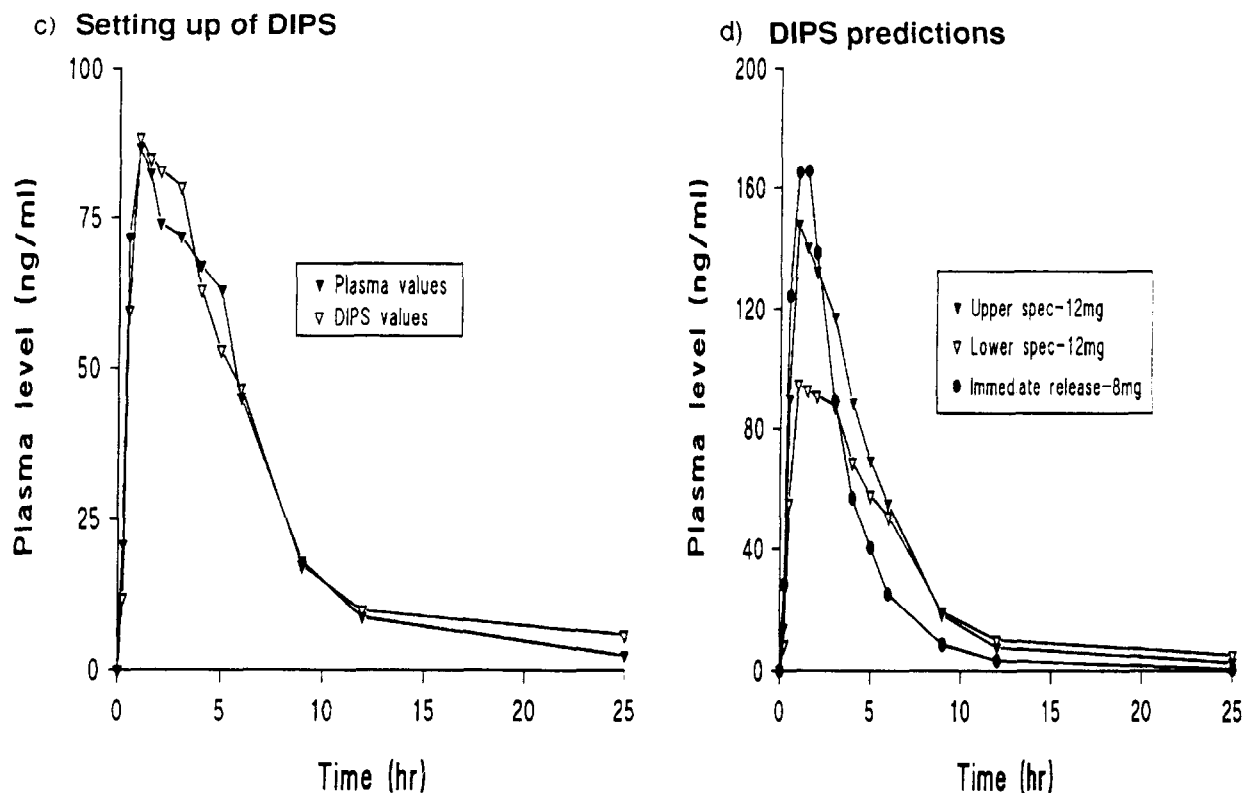 c) Setting up of DIPS
100
75
50
25
0
Plasma level (ng/ml)
▼ Plasma values
▽ DIPS values
0 5 10 15 20 25
Time (hr)
d) DIPS predictions
200
160
120
80
40
0
Plasma level (ng/ml)
▼ Upper spec-12mg
▽ Lower spec-12mg
● Immediate release-8mg
0 5 10 15 20 25
Time (hr)